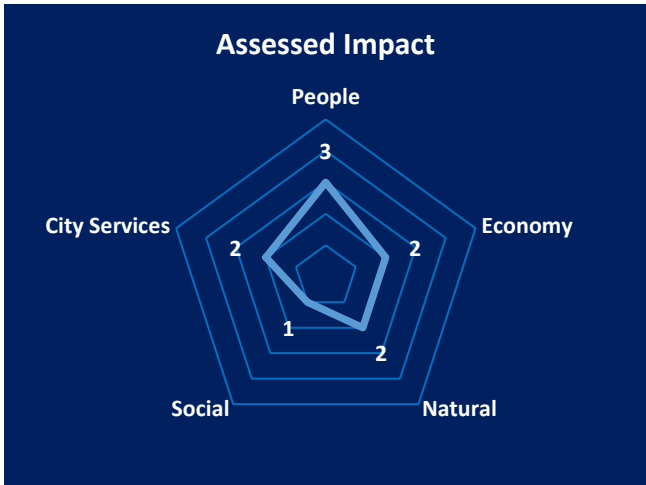 Assessed Impact
People
3
City Services
2
2
Economy
1
2
Social
Natural